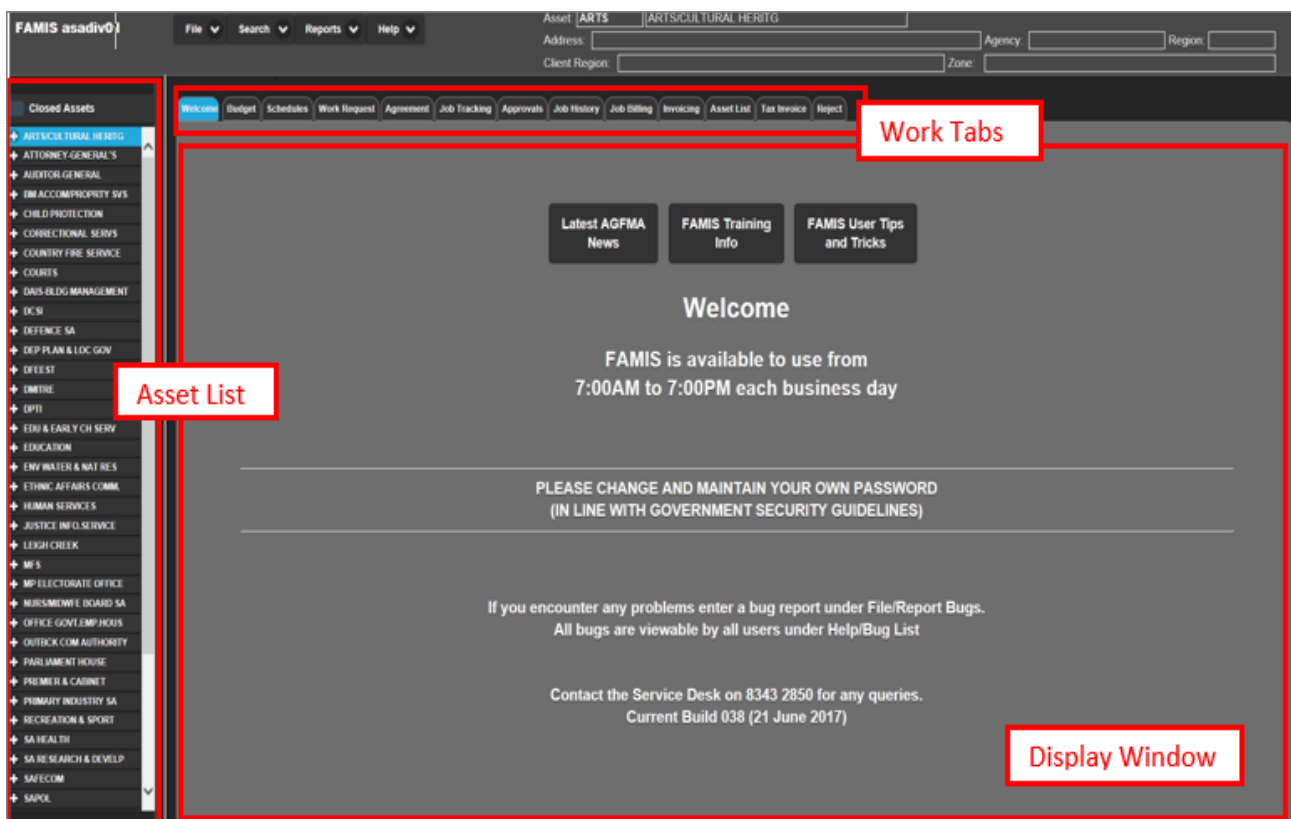 FAMIS asadiv01
File Search Reports Help
Asset: ARTS ARTS/CULTURAL HERITG
Address: Agency: Region:
Client Region: Zone:
Closed Assets
Welcome Budget Schedules Work Request Agreement Job Tracking Approvals Job History Job Billing Invoicing Asset List Tax Invoice Reject
Work Tabs
ARTS/CULTURAL HERITG
ATTORNEY-GENERAL'S
AUDITOR-GENERAL
BM ACCOM/PROPRTY SVS
CHILD PROTECTION
CORRECTIONAL SERVS
COUNTRY FIRE SERVICE
COURTS
DAIS-BLDG MANAGEMENT
DCSI
DEFENCE SA
DEP PLAN & LOC GOV
DFEEST
DMITRE
DPTI
EDU & EARLY CH SERV
EDUCATION
ENV WATER & NAT RES
ETHNIC AFFAIRS COMM.
HUMAN SERVICES
JUSTICE INFO.SERVICE
LEIGH CREEK
MFS
MP ELECTORATE OFFICE
NURS/MIDWFE BOARD SA
OFFICE GOVT.EMP.HOUS
OUTBCK COM AUTHORITY
PARLIAMENT HOUSE
PREMIER & CABINET
PRIMARY INDUSTRY SA
RECREATION & SPORT
SA HEALTH
SA RESEARCH & DEVELP
SAFECOM
SAPOL
Asset List
Latest AGFMA
News
FAMIS Training
Info
FAMIS User Tips
and Tricks
Welcome
FAMIS is available to use from
7:00AM to 7:00PM each business day
PLEASE CHANGE AND MAINTAIN YOUR OWN PASSWORD
(IN LINE WITH GOVERNMENT SECURITY GUIDELINES)
If you encounter any problems enter a bug report under File/Report Bugs.
All bugs are viewable by all users under Help/Bug List
Contact the Service Desk on 8343 2850 for any queries.
Current Build 038 (21 June 2017)
Display Window